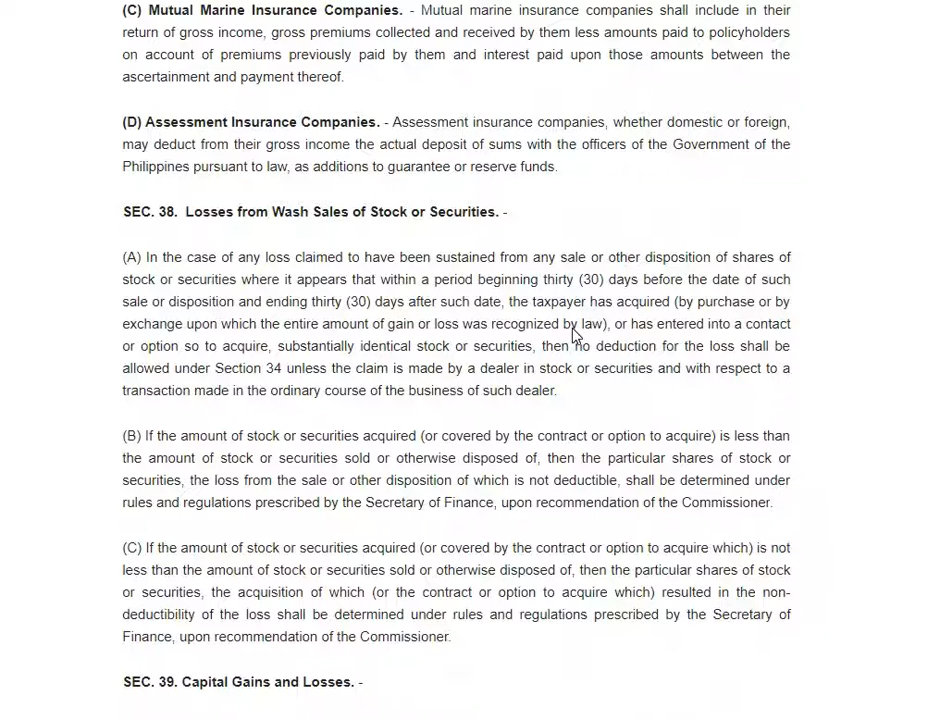 (C) Mutual Marine Insurance Companies. - Mutual marine insurance companies shall include in their
return of gross income, gross premiums collected and received by them less amounts paid to policyholders
on account of premiums previously paid by them and interest paid upon those amounts between the
ascertainment and payment thereof.
(D) Assessment Insurance Companies. - Assessment insurance companies, whether domestic or foreign,
may deduct from their gross income the actual deposit of sums with the officers of the Government of the
Philippines pursuant to law, as additions to guarantee or reserve funds.
SEC. 38. Losses from Wash Sales of Stock or Securities. -
(A) In the case of any loss claimed to have been sustained from any sale or other disposition of shares of
stock or securities where it appears that within a period beginning thirty (30) days before the date of such
sale or disposition and ending thirty (30) days after such date, the taxpayer has acquired (by purchase or by
exchange upon which the entire amount of gain or loss was recognized by law), or has entered into a contact
or option so to acquire, substantially identical stock or securities, then no deduction for the loss shall be
allowed under Section 34 unless the claim is made by a dealer in stock or securities and with respect to a
transaction made in the ordinary course of the business of such dealer.
(B) If the amount of stock or securities acquired (or covered by the contract or option to acquire) is less than
the amount of stock or securities sold or otherwise disposed of, then the particular shares of stock or
securities, the loss from the sale or other disposition of which is not deductible, shall be determined under
rules and regulations prescribed by the Secretary of Finance, upon recommendation of the Commissioner.
(C) If the amount of stock or securities acquired (or covered by the contract or option to acquire which) is not
less than the amount of stock or securities sold or otherwise disposed of, then the particular shares of stock
or securities, the acquisition of which (or the contract or option to acquire which) resulted in the non-
deductibility of the loss shall be determined under rules and regulations prescribed by the Secretary of
Finance, upon recommendation of the Commissioner.
SEC. 39. Capital Gains and Losses. -